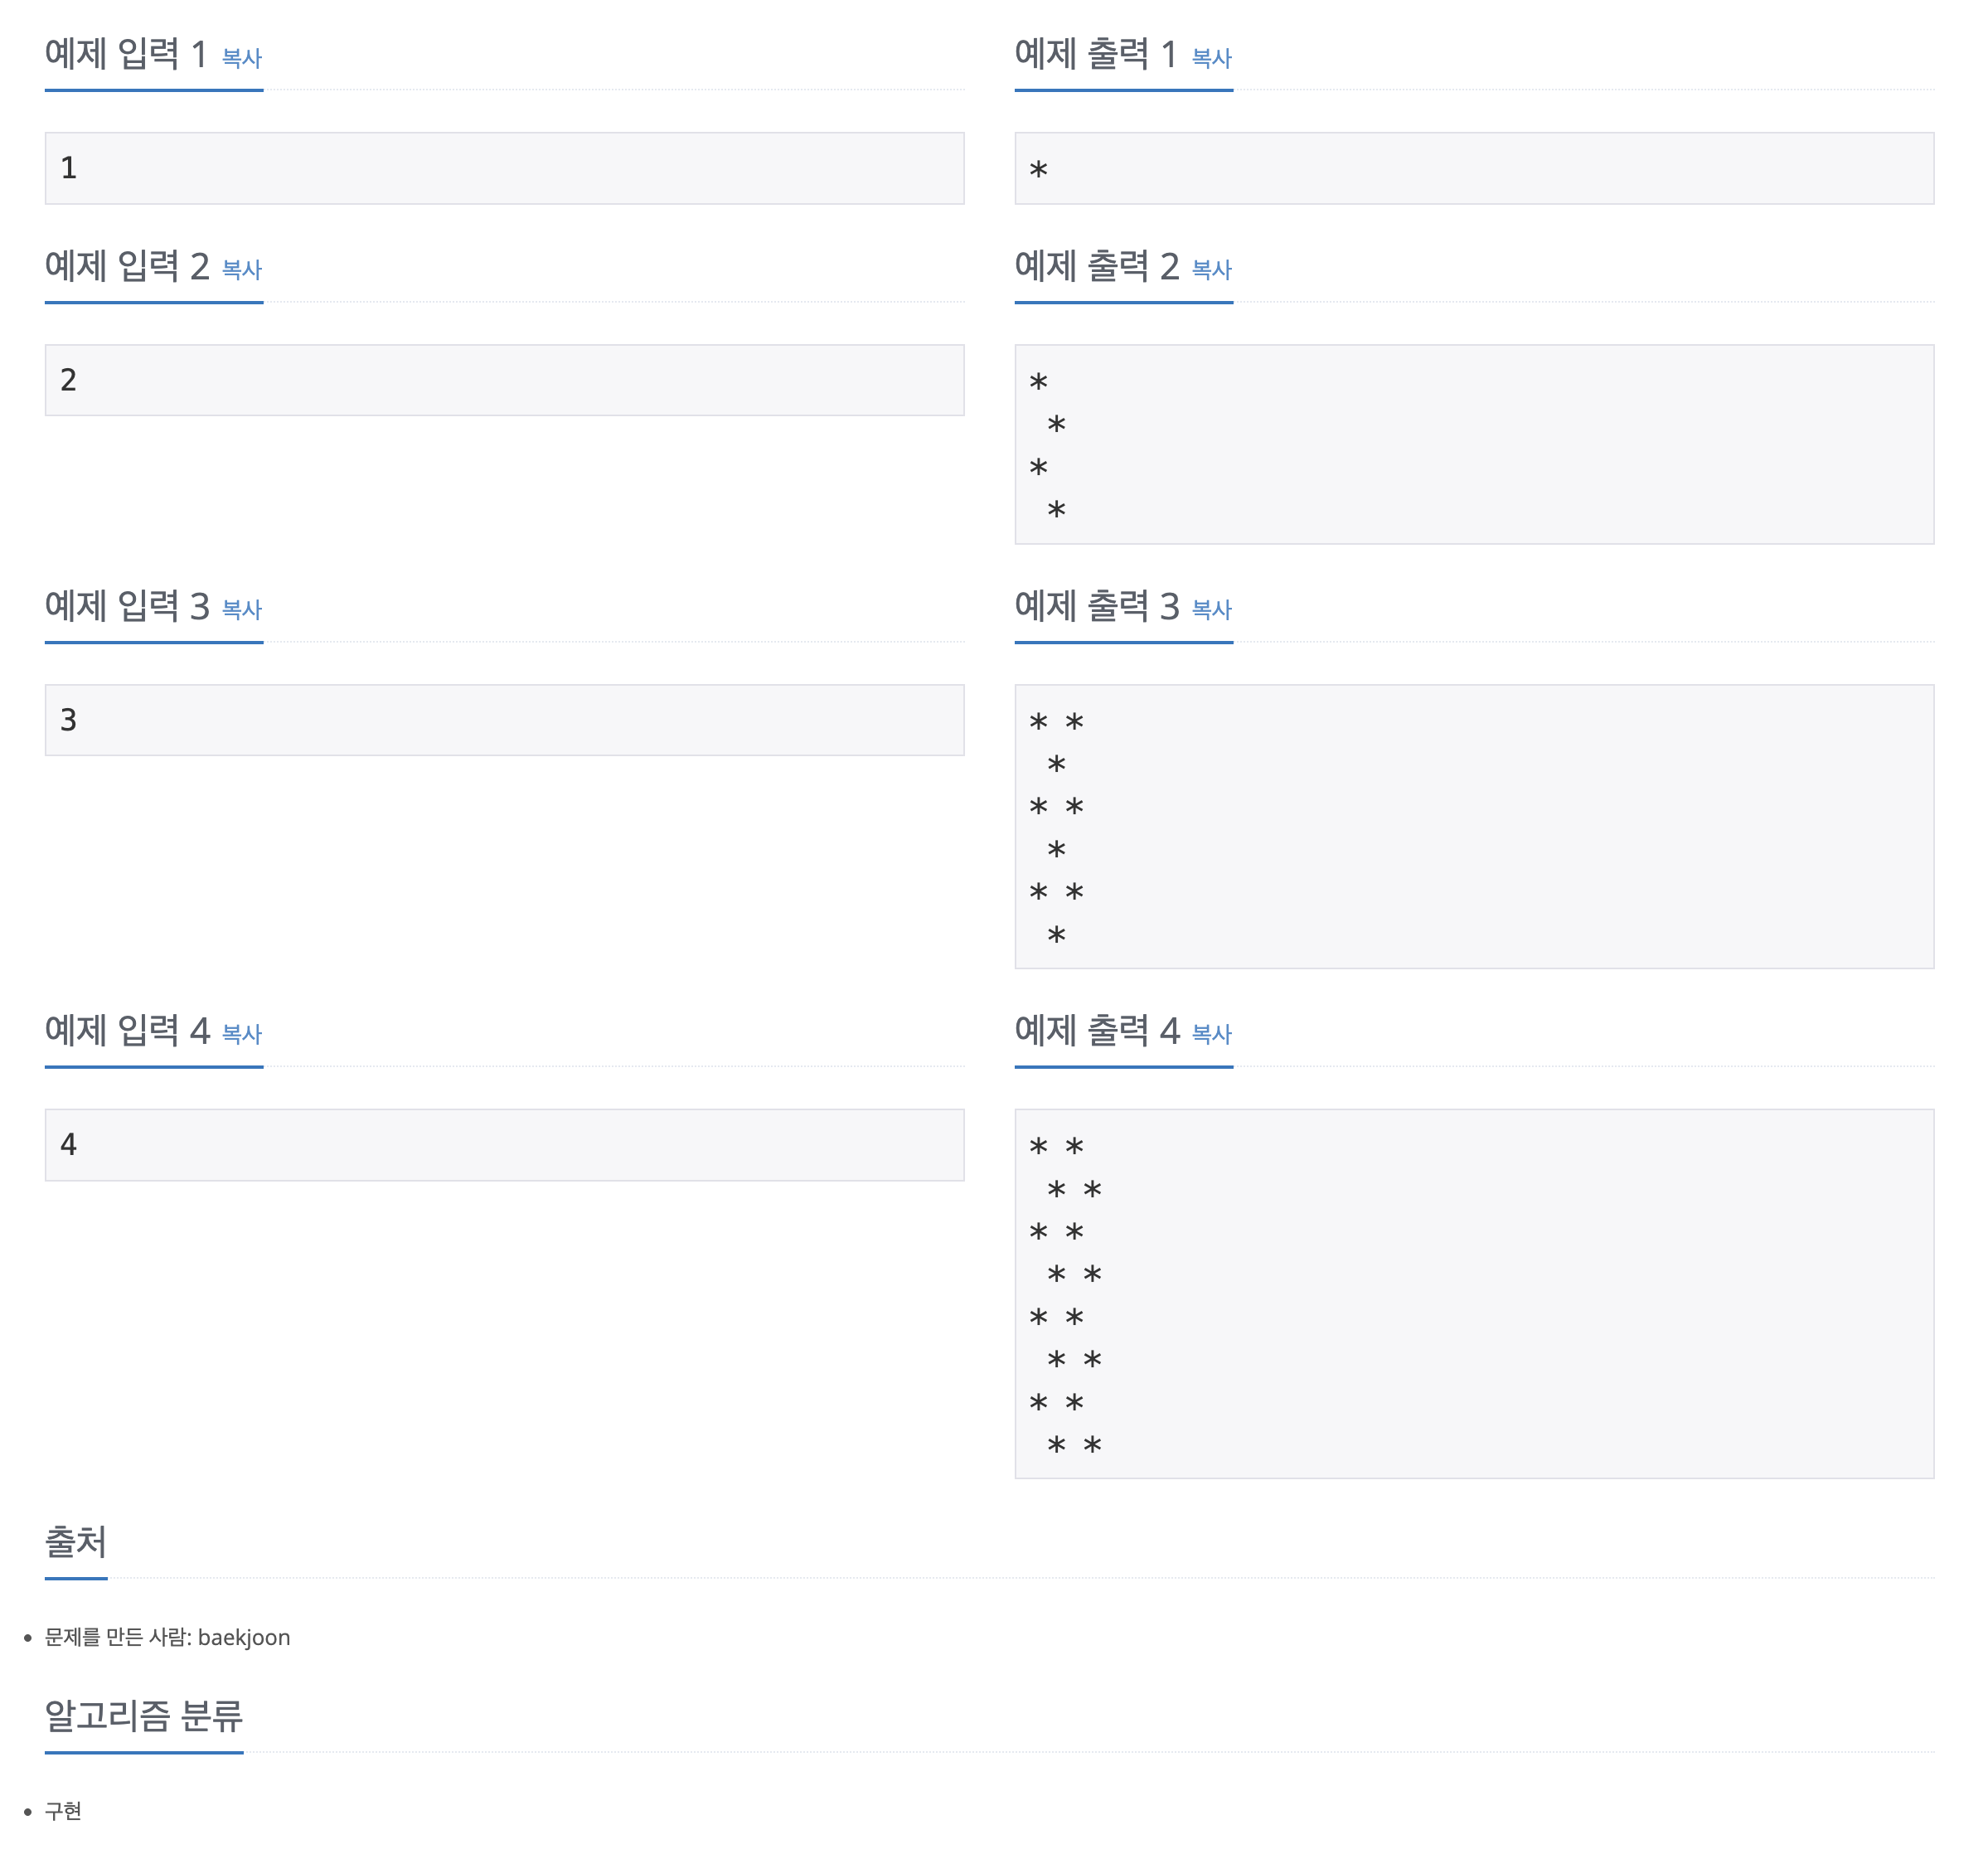 예제 입력 1 복사
1
예제 출력 1 복사
*
예제 입력 2 복사
2
예제 출력 2 복사
*
 *
*
 *
예제 입력 3 복사
3
예제 출력 3 복사
* *
 *
* *
 *
* *
 *
예제 입력 4 복사
4
예제 출력 4 복사
* *
 * *
* *
 * *
* *
 * *
* *
 * *
출처
• 문제를 만든 사람: baekjoon
알고리즘 분류
• 구현